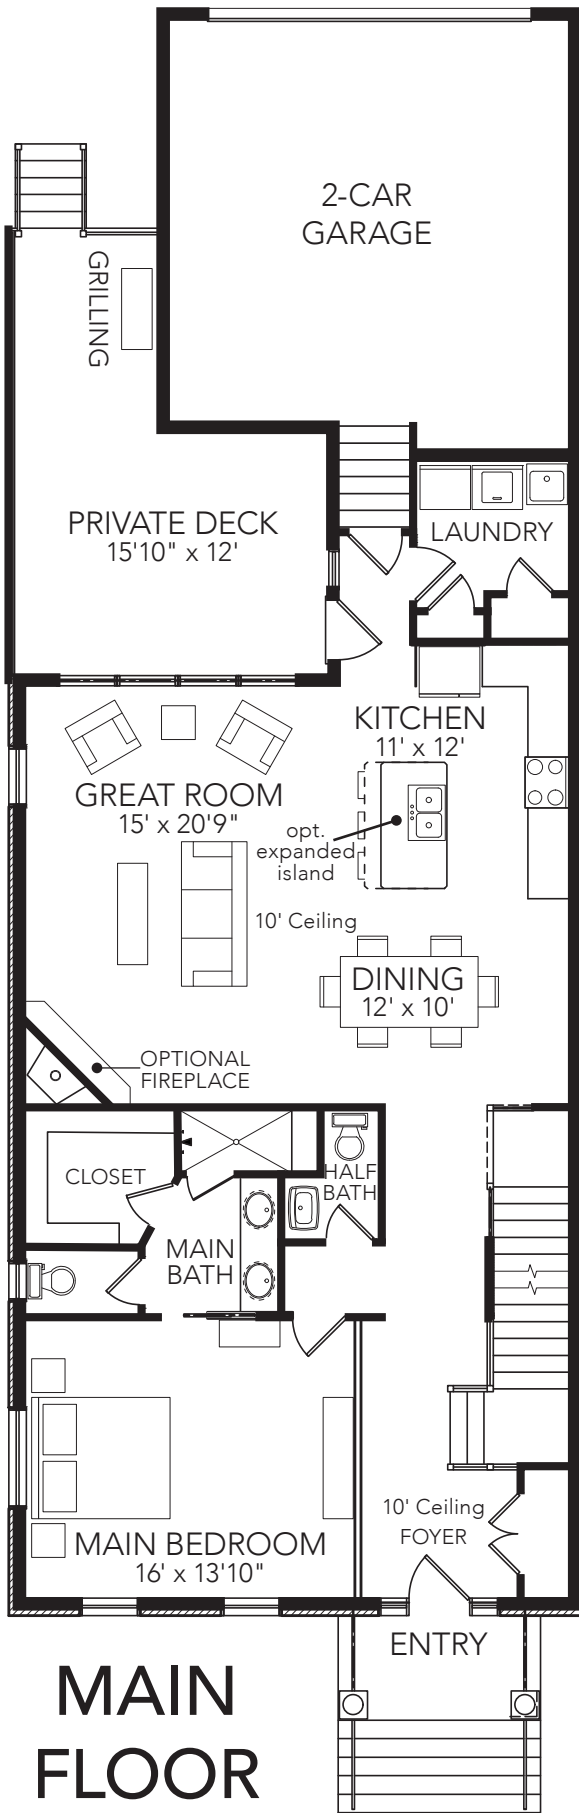 2-CAR
GARAGE
GRILLING
PRIVATE DECK
15'10" x 12'
LAUNDRY
KITCHEN
11' x 12'
GREAT ROOM
15' x 20'9"
opt.
expanded
island
10' Ceiling
DINING
12' x 10'
OPTIONAL
FIREPLACE
CLOSET
HALF
BATH
MAIN
BATH
10' Ceiling
FOYER
MAIN BEDROOM
16' x 13'10"
ENTRY
MAIN
FLOOR